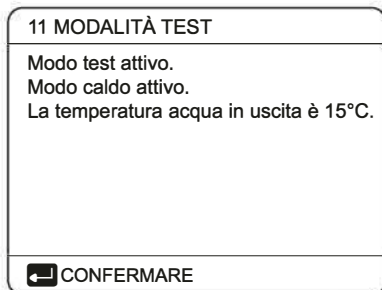 11 MODALITÀ TEST
Modo test attivo.
Modo caldo attivo.
La temperatura acqua in uscita è 15°C.
CONFERMARE